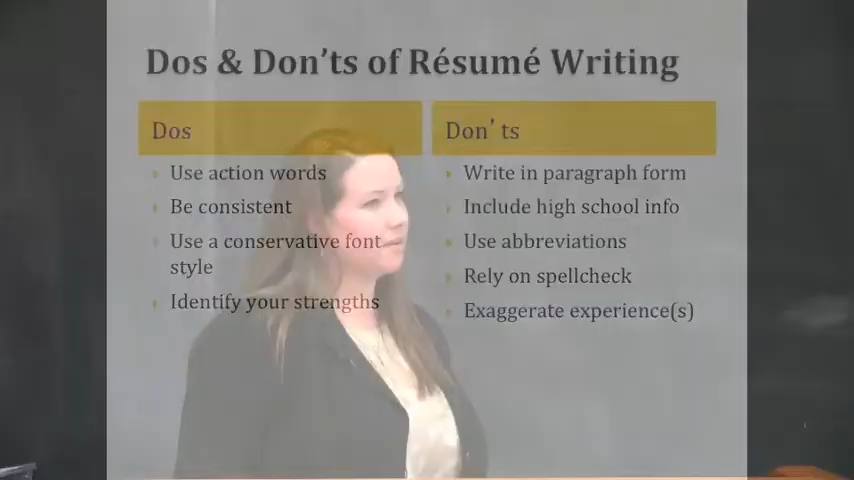 Dos & Don’ts of Résumé Writing
Dos
Use action words
Be consistent
Use a conservative font
style
Identify your strengths
Don’ts
Write in paragraph form
Include high school info
Use abbreviations
Rely on spellcheck
Exaggerate experience(s)